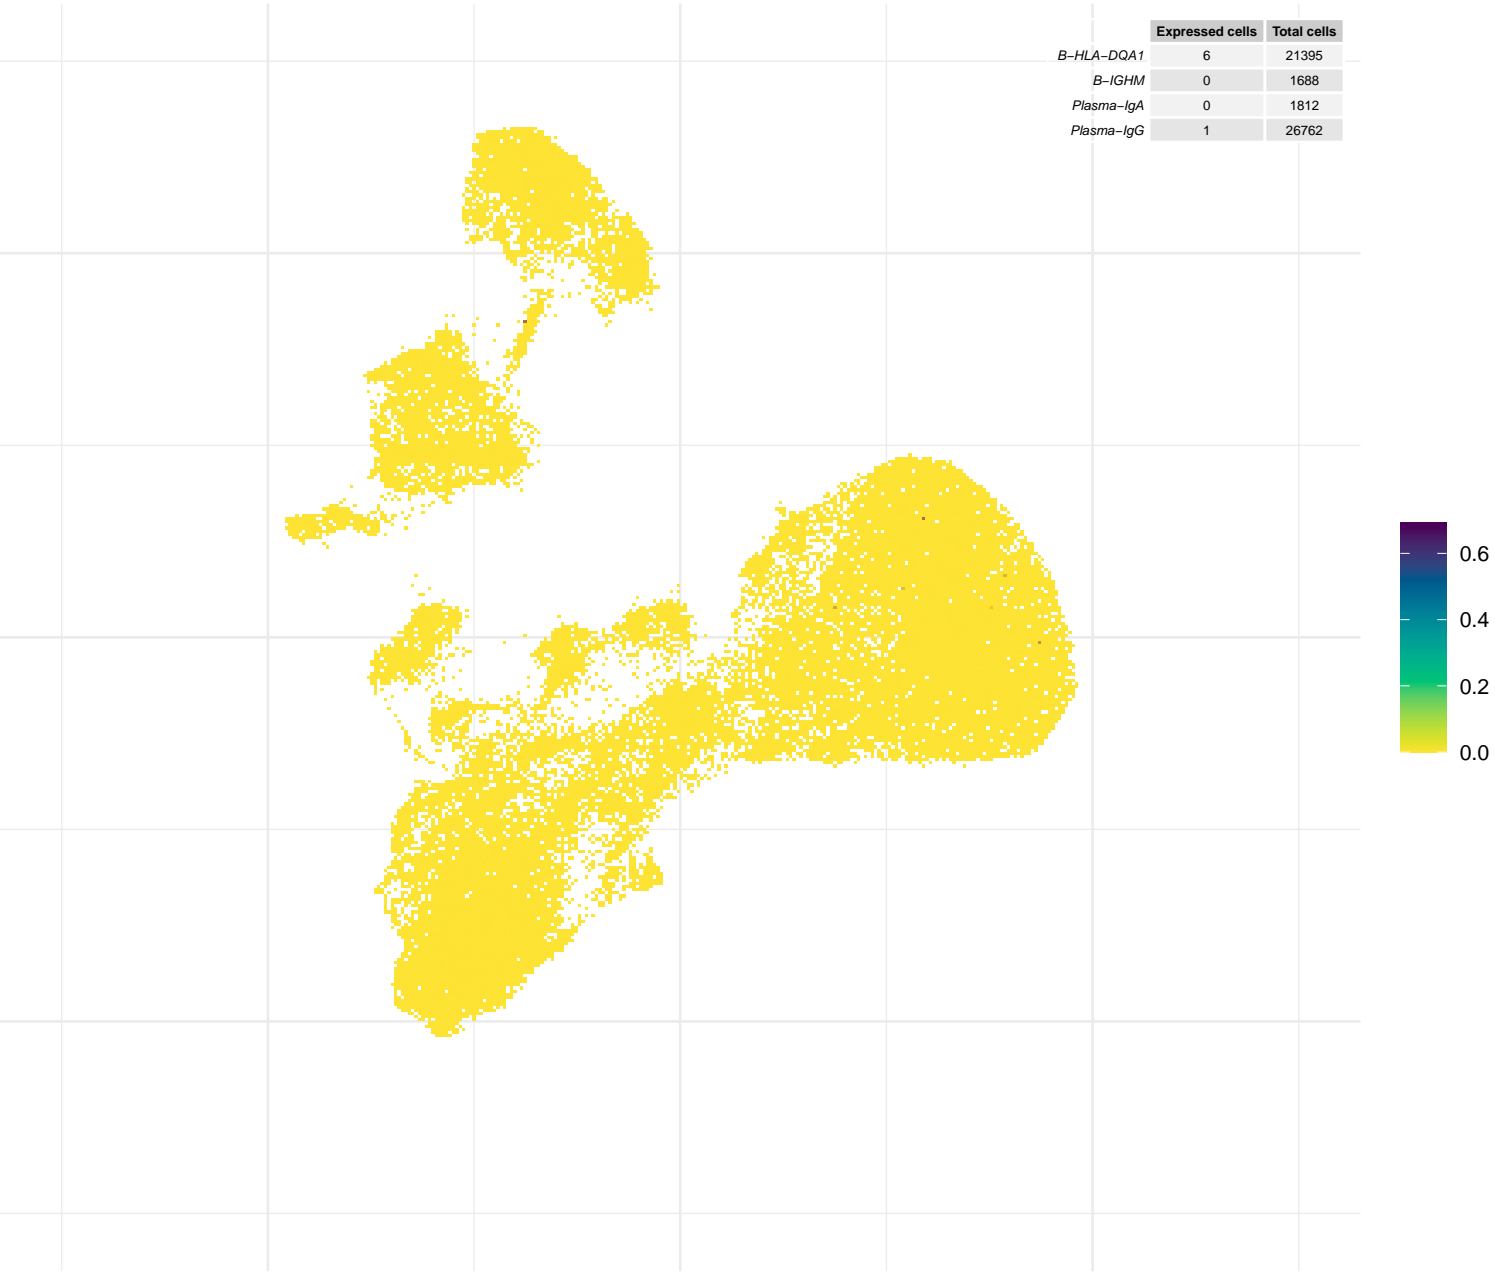 Expressed cells Total cells
B−HLA−DQA1 6 21395
B−IGHM 0 1688
Plasma−IgA 0 1812
Plasma−IgG 1 26762
0.6
0.4
0.2
0.0